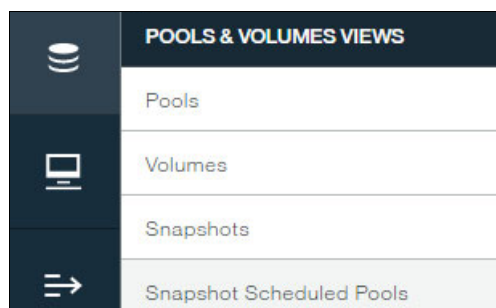 POOLS & VOLUMES VIEWS
Pools
Volumes
Snapshots
Snapshot Scheduled Pools